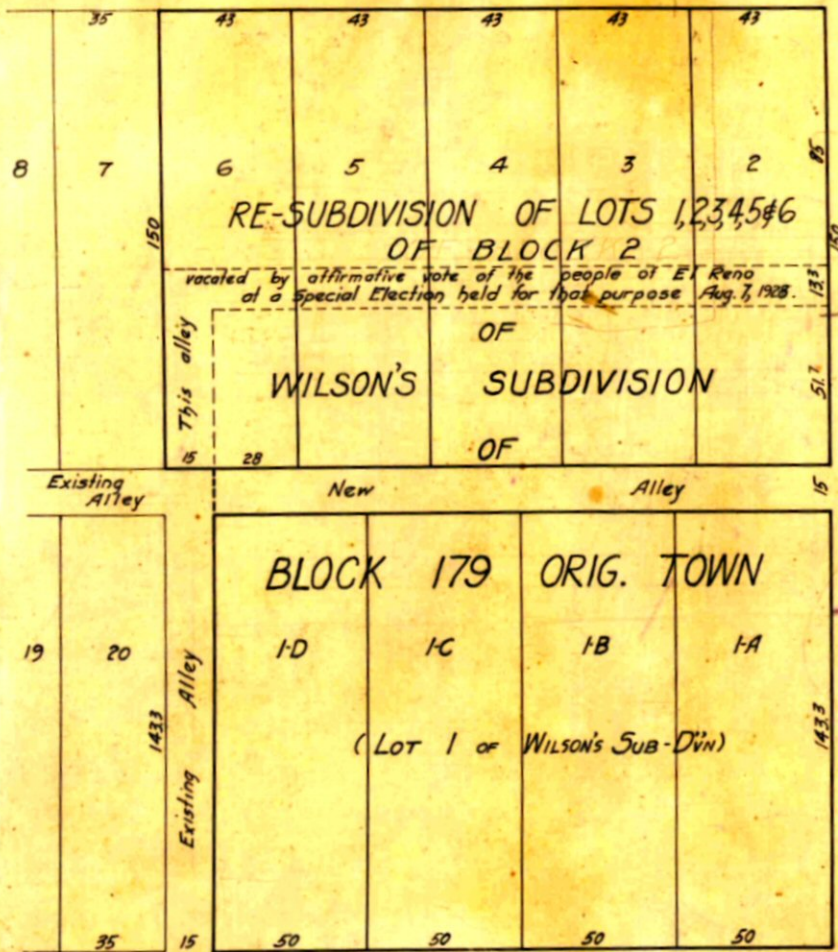 35 43 43 43 43 43
8 7 6 5 4 3 2
85
150
150
RE-SUBDIVISION OF LOTS 1,2,3,4,5&6
OF BLOCK 2
vacated by affirmative vote of the people of El Reno
at a Special Election held for that purpose Aug. 7, 1928.
13.3
This alley
OF
WILSON'S SUBDIVISION
51.7
OF
15 28
Existing
Alley
New Alley
15
BLOCK 179 ORIG. TOWN
19 20 1-D 1-C 1-B 1-A
143.3
Existing Alley
143.3
(LOT 1 OF WILSON'S SUB-D'V'N)
35 15 50 50 50 50